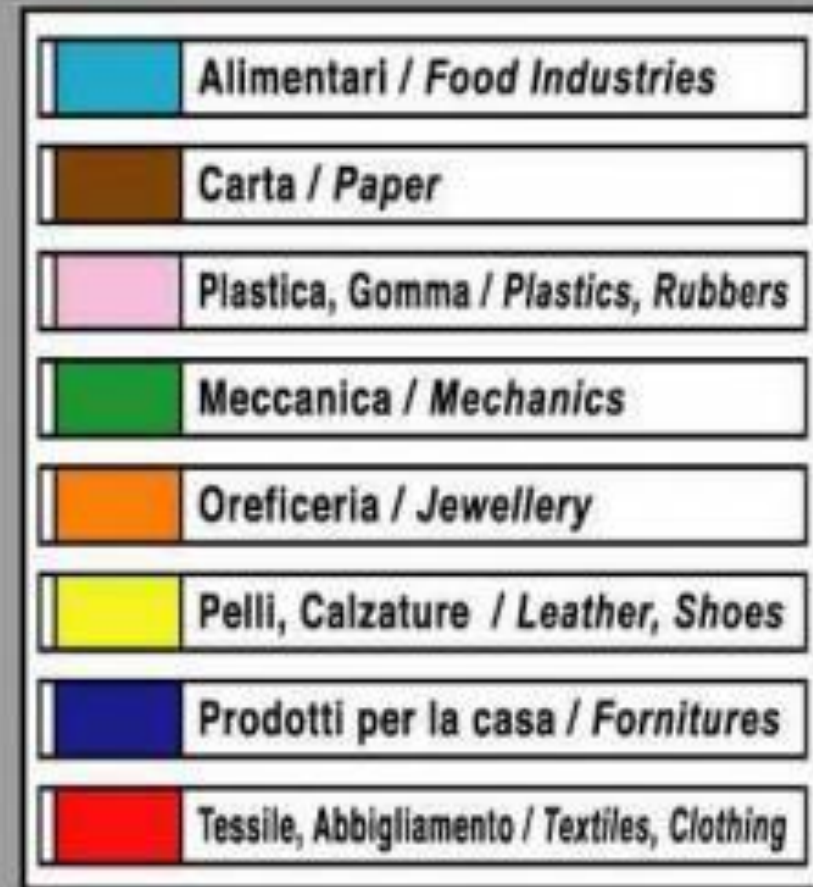 Alimentari / Food Industries
Carta / Paper
Plastica, Gomma / Plastics, Rubbers
Meccanica / Mechanics
Oreficeria / Jewellery
Pelli, Calzature / Leather, Shoes
Prodotti per la casa / Fornitures
Tessile, Abbigliamento / Textiles, Clothing